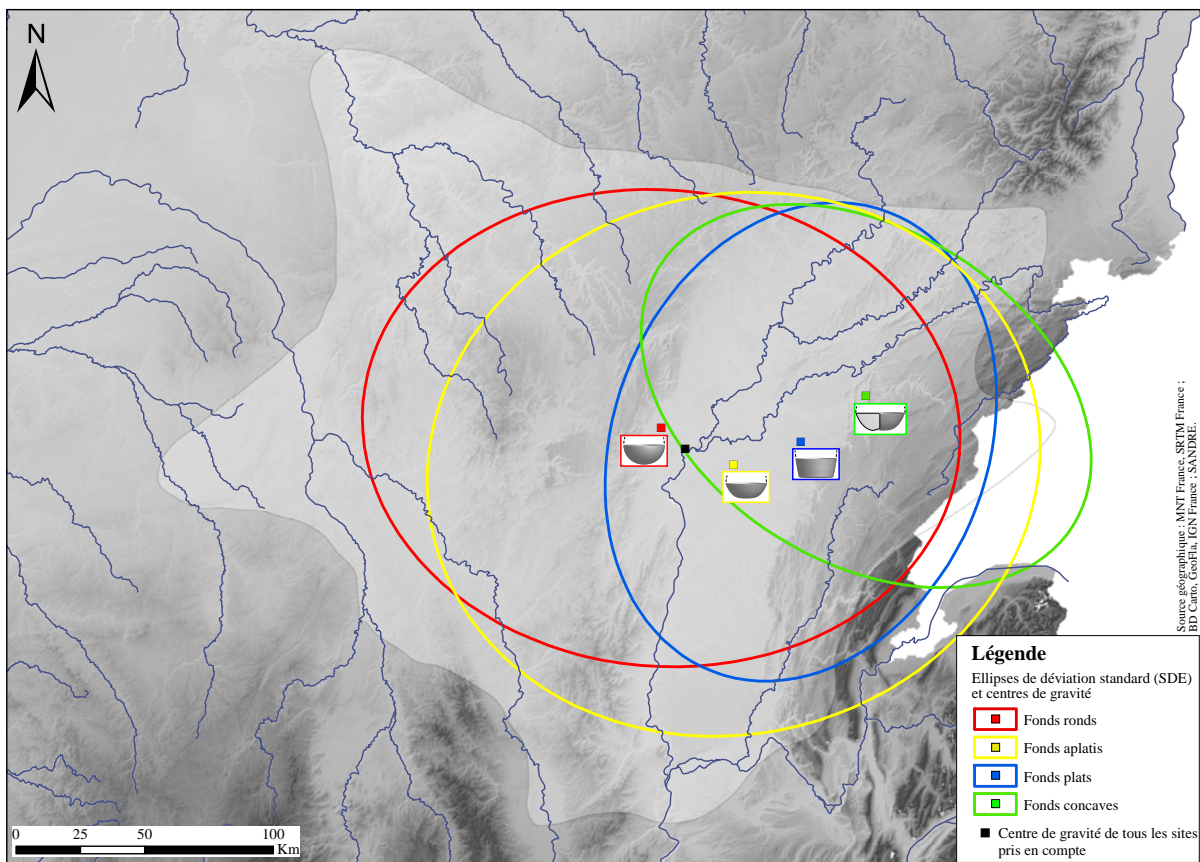 N
Source géographique : MNT France, SRTM France ;
BD Carto, GeoFla, IGN France ; SANDRE.
Légende
Ellipses de déviation standard (SDE)
et centres de gravité
Fonds ronds
Fonds aplatis
Fonds plats
Fonds concaves
Centre de gravité de tous les sites
pris en compte
0 25 50 100
Km